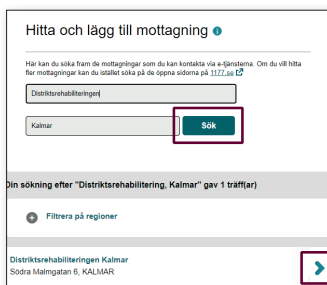 Hitta och lägg till mottagning
Här kan du söka fram de mottagningar som du kan kontakta via e-tjänsterna. Om du vill hitta
fler mottagningar kan du istället söka på de öppna sidorna på 1177.se
Distriktsrehabiliteringen
Kalmar
Sök
Din sökning efter "Distriktsrehabilitering, Kalmar" gav 1 träff(ar)
Filtrera på regioner
Distriktsrehabiliteringen Kalmar
Södra Malmgatan 6, KALMAR